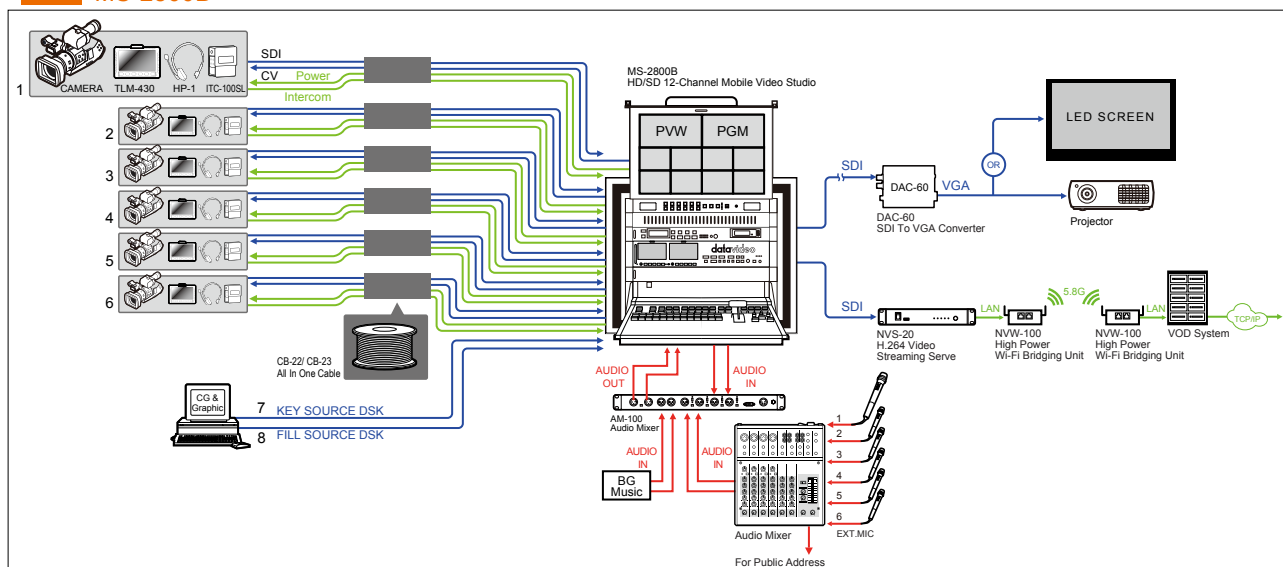 MS-2800B
1
CAMERA
TLM-430
HP-1
ITC-100SL
SDI
CV
Power
Intercom
2
3
4
5
6
CB-22/ CB-23
All In One Cable
CG &
Graphic
7
KEY SOURCE DSK
8
FILL SOURCE DSK
MS-2800B
HD/SD 12-Channel Mobile Video Studio
PVW
PGM
datavideo
AUDIO
OUT
AUDIO
IN
AM-100
Audio Mixer
AUDIO
IN
AUDIO
IN
BG
Music
1
2
3
4
5
6
EXT.MIC
Audio Mixer
For Public Address
SDI
DAC-60
DAC-60
SDI To VGA Converter
VGA
OR
LED SCREEN
Projector
SDI
NVS-20
H.264 Video
Streaming Serve
LAN
NVW-100
High Power
Wi-Fi Bridging Unit
5.8G
NVW-100
High Power
Wi-Fi Bridging Unit
LAN
VOD System
TCP/IP